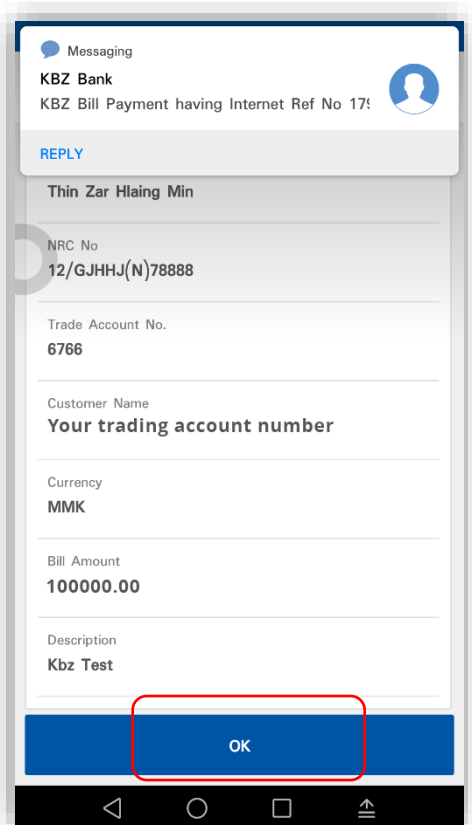 Messaging
KBZ Bank
KBZ Bill Payment having Internet Ref No 179
REPLY
Thin Zar Hlaing Min
NRC No
12/GJHHJ(N)78888
Trade Account No.
6766
Customer Name
Your trading account number
Currency
MMK
Bill Amount
100000.00
Description
Kbz Test
OK